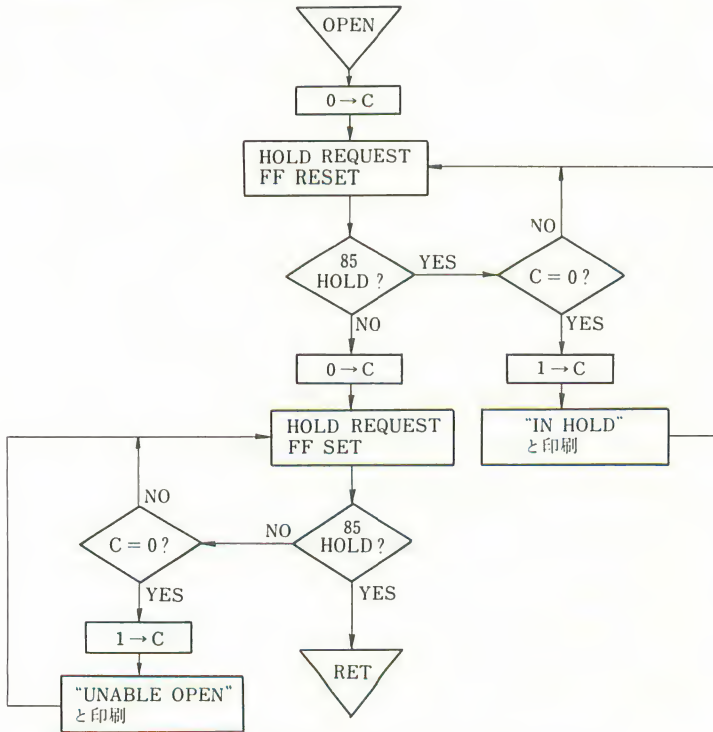 OPEN
0→C
HOLD REQUEST
FF RESET
NO
85
HOLD?
YES
C=0?
NO
YES
0→C
1→C
HOLD REQUEST
FF SET
"IN HOLD"
と印刷
NO
C=0?
NO
85
HOLD?
YES
YES
1→C
RET
"UNABLE OPEN"
と印刷